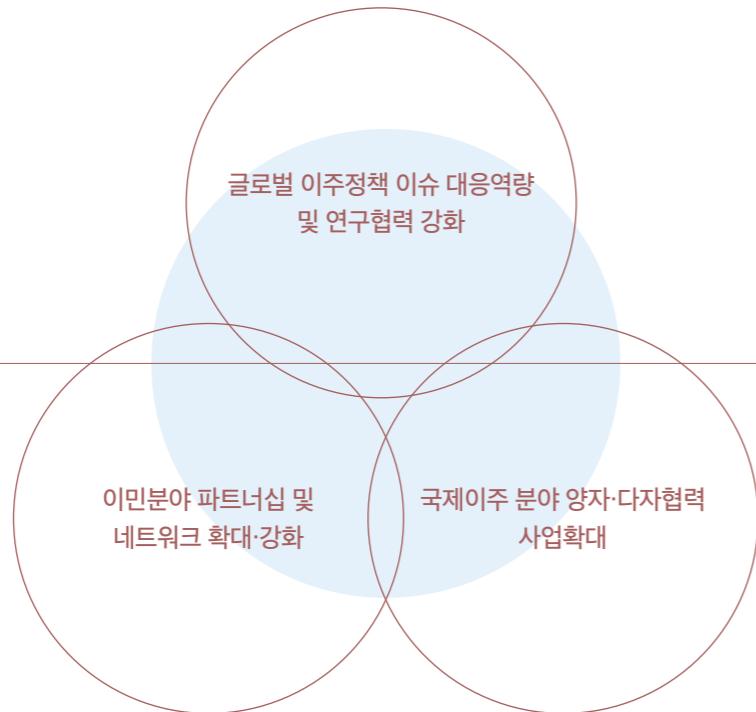 글로벌 이주정책 이슈 대응역량
및 연구협력 강화
이민분야 파트너십 및
네트워크 확대·강화
국제이주 분야 양자·다자협력
사업확대